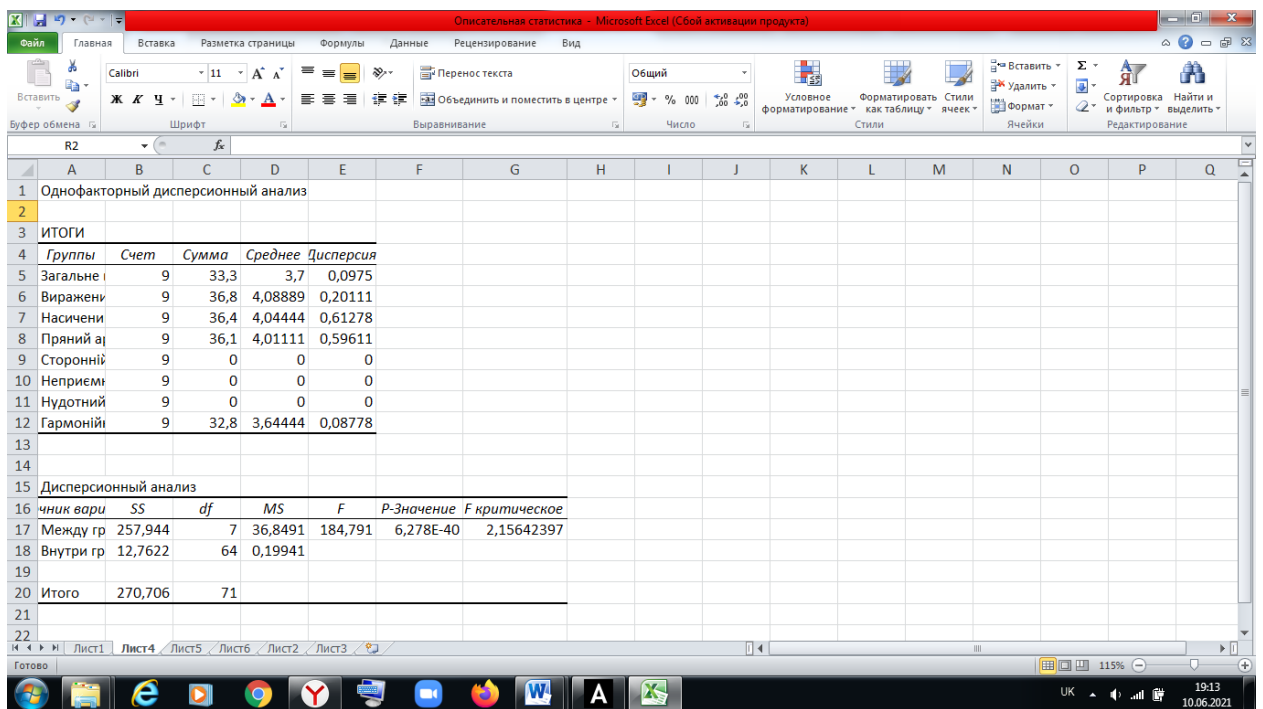 Описательная статистика - Microsoft Excel (Сбой активации продукта)
Файл Главная Вставка Разметка страницы Формулы Данные Рецензирование Вид
Вставить
Calibri 11
Ж К Ч
Перенос текста
Объединить и поместить в центре
Общий
% 000
Условное форматирование
Форматировать как таблицу
Стили ячеек
Вставить
Удалить
Формат
Σ
Сортировка и фильтр
Найти и выделить
Буфер обмена Шрифт Выравнивание Число Стили Ячейки Редактирование
R2 fx
A B C D E F G H I J K L M N O P Q
1 Однофакторный дисперсионный анализ
2
3 ИТОГИ
4 Группы Счет Сумма Среднее Дисперсия
5 Загальне 9 33,3 3,7 0,0975
6 Виражени 9 36,8 4,08889 0,20111
7 Насичени 9 36,4 4,04444 0,61278
8 Пряний а 9 36,1 4,01111 0,59611
9 Сторонній 9 0 0 0
10 Неприєм 9 0 0 0
11 Нудотний 9 0 0 0
12 Гармоній 9 32,8 3,64444 0,08778
13
14
15 Дисперсионный анализ
16 чник вари SS df MS F P-Значение F критическое
17 Между гр 257,944 7 36,8491 184,791 6,278E-40 2,15642397
18 Внутри гр 12,7622 64 0,19941
19
20 Итого 270,706 71
21
22
Лист1 Лист4 Лист5 Лист6 Лист2 Лист3
Готово 115%
UK 19:13
10.06.2021